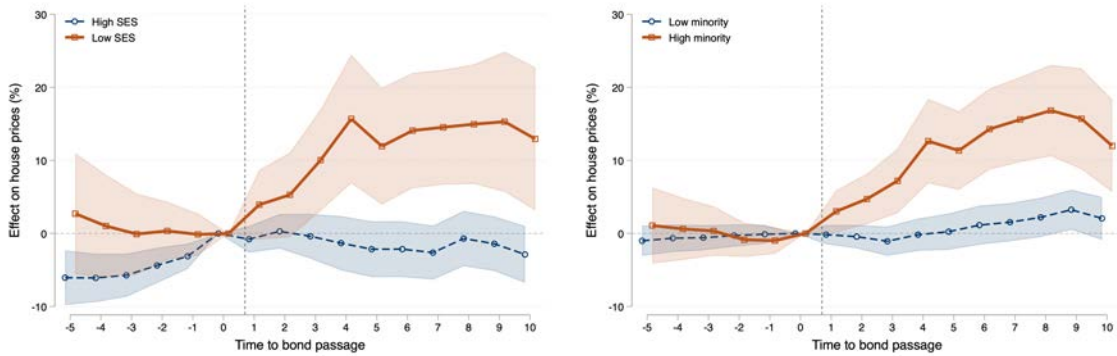 High SES
Low SES
Effect on house prices (%)
30
20
10
0
-10
-5 -4 -3 -2 -1 0 1 2 3 4 5 6 7 8 9 10
Time to bond passage
Low minority
High minority
Effect on house prices (%)
30
20
10
0
-10
-5 -4 -3 -2 -1 0 1 2 3 4 5 6 7 8 9 10
Time to bond passage